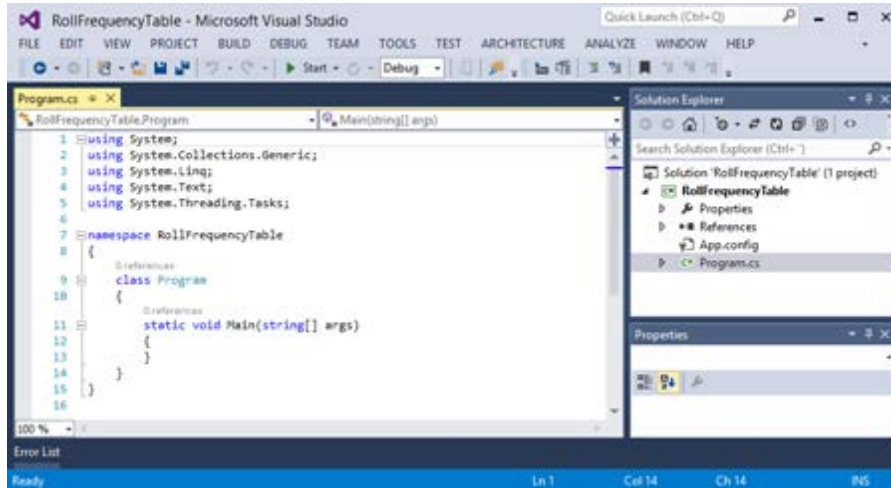 RollFrequencyTable - Microsoft Visual Studio
Quick Launch (Ctrl+Q)
FILE EDIT VIEW PROJECT BUILD DEBUG TEAM TOOLS TEST ARCHITECTURE ANALYZE WINDOW HELP
Start Debug
Program.cs
RollFrequencyTable.Program
Main(string[] args)
1 using System;
2 using System.Collections.Generic;
3 using System.Linq;
4 using System.Text;
5 using System.Threading.Tasks;
6
7 namespace RollFrequencyTable
8 {
0 references
9 class Program
10 {
0 references
11 static void Main(string[] args)
12 {
13 }
14 }
15 }
16
100 %
Solution Explorer
Search Solution Explorer (Ctrl+;)
Solution 'RollFrequencyTable' (1 project)
RollFrequencyTable
Properties
References
App.config
C# Program.cs
Properties
Error List
Ready Ln 1 Col 14 Ch 14 INS